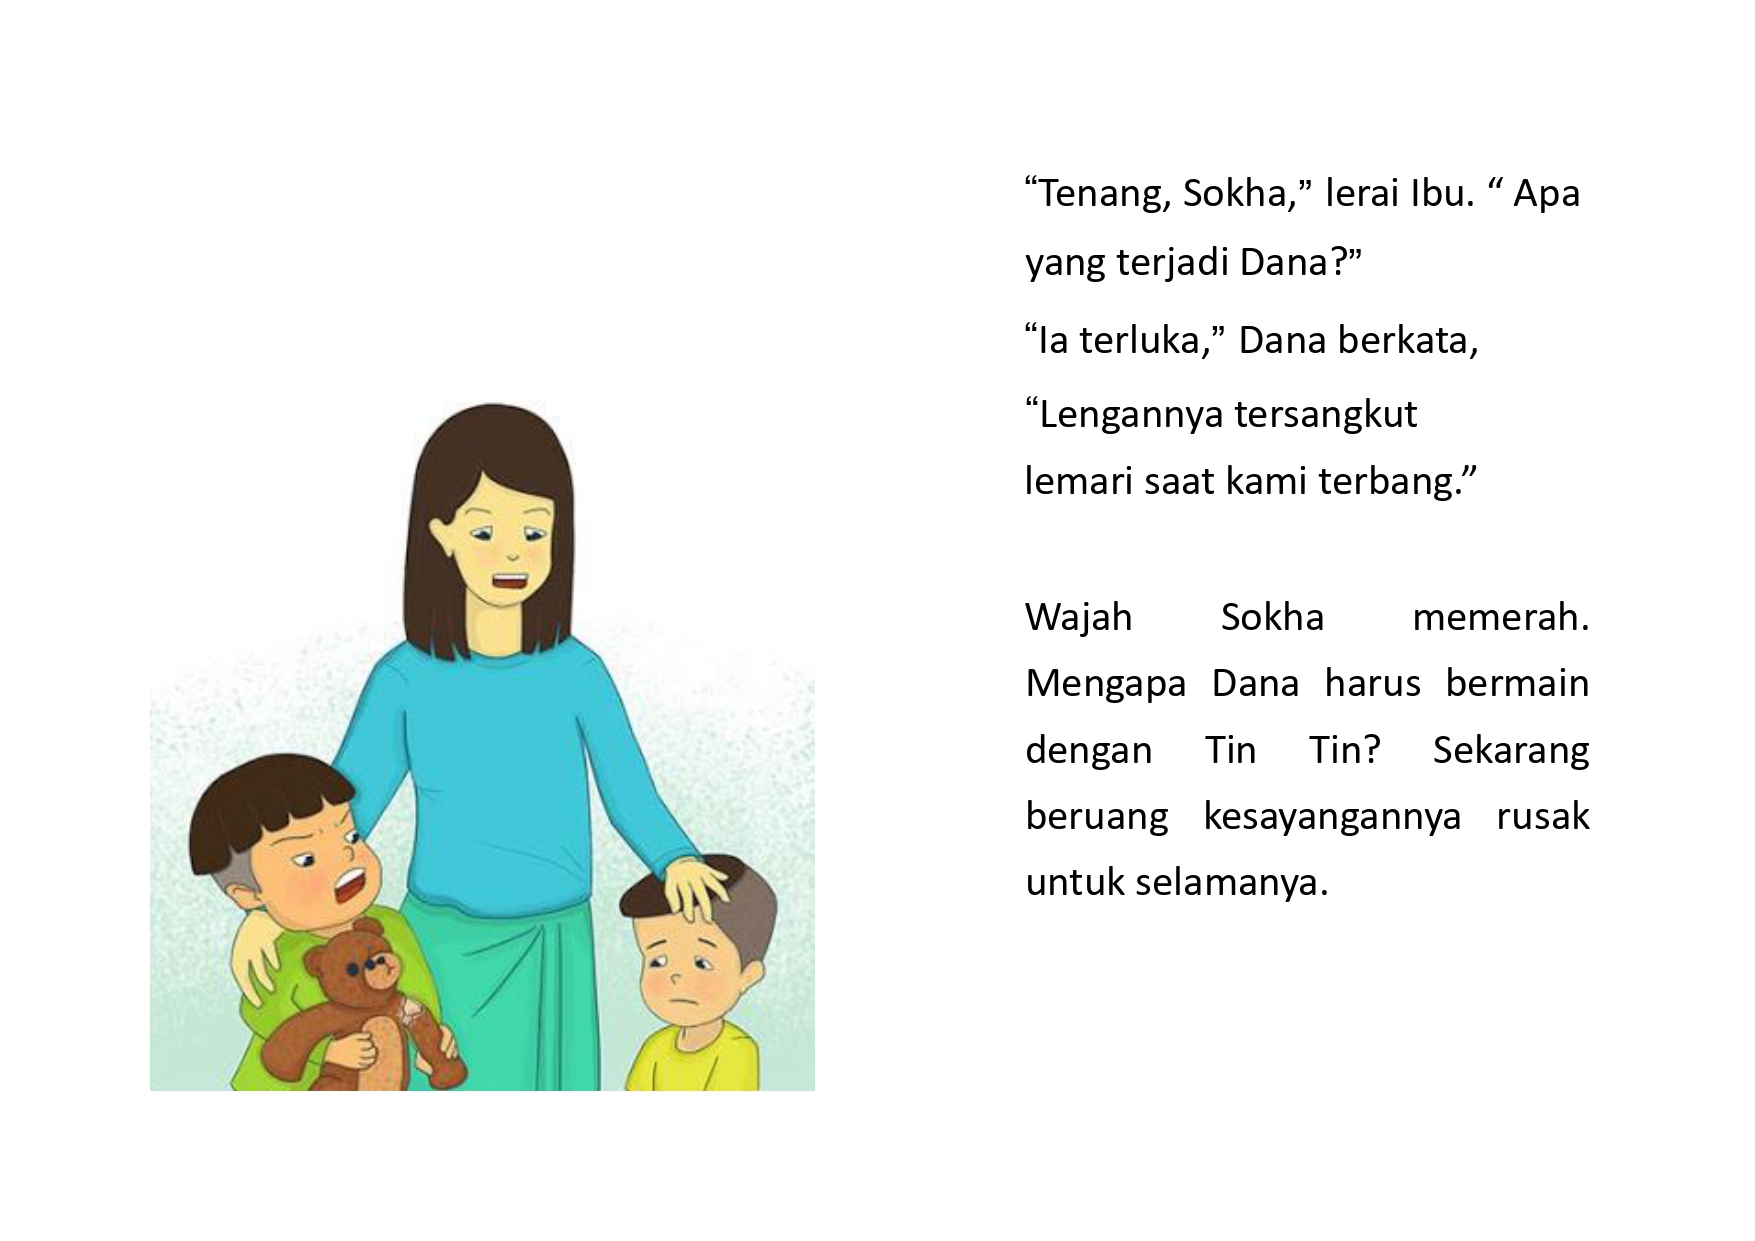 “Tenang, Sokha,” lerai Ibu. “ Apa
yang terjadi Dana?”
“Ia terluka,” Dana berkata,
“Lengannya tersangkut
lemari saat kami terbang.”
Wajah Sokha memerah.
Mengapa Dana harus bermain
dengan Tin Tin? Sekarang
beruang kesayangannya rusak
untuk selamanya.